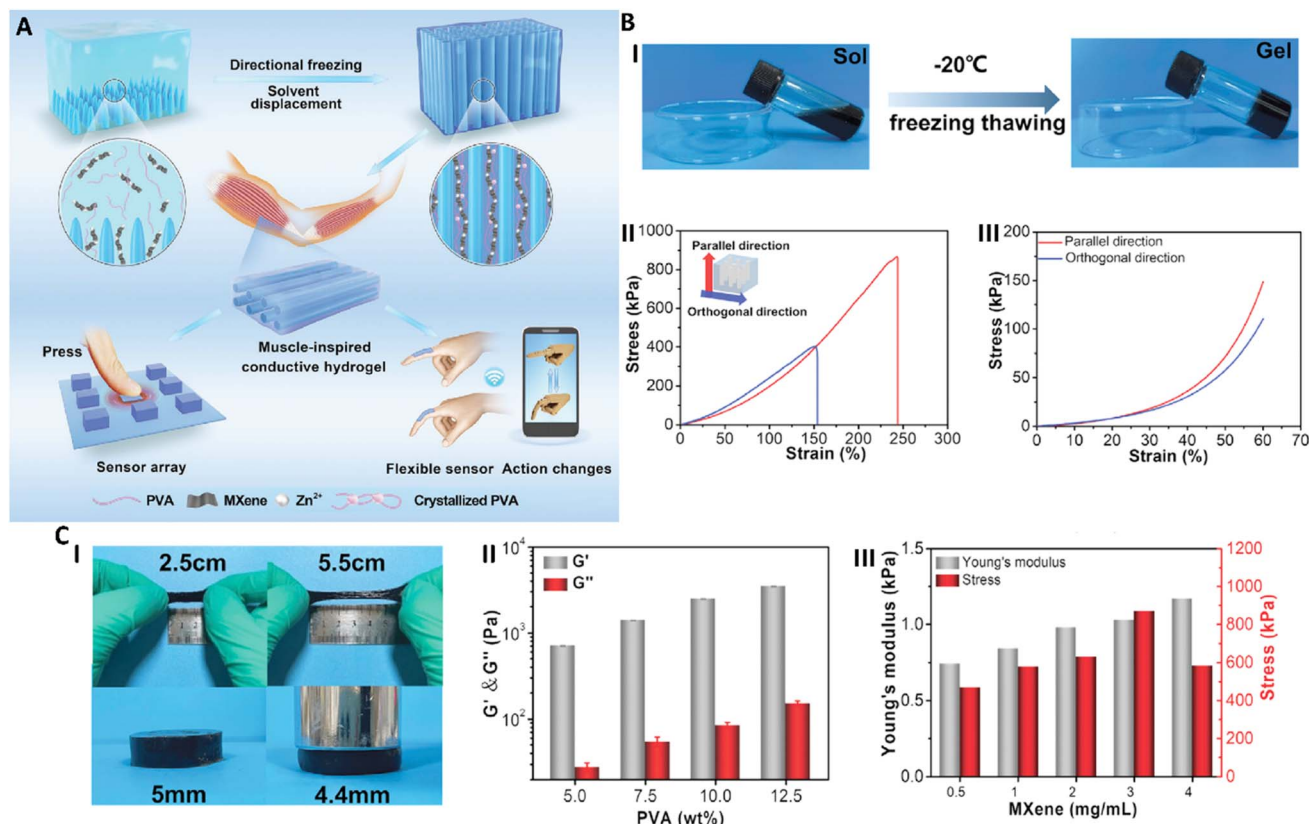 A
Directional freezing
Solvent
displacement
Press
Muscle-inspired
conductive hydrogel
Sensor array
Flexible sensor Action changes
PVA MXene Zn²⁺ Crystallized PVA
B
I
Sol
-20℃
freezing thawing
Gel
II
1000
800
600
400
200
0
Strees (kPa)
Parallel direction
Orthogonal direction
0 50 100 150 200 250 300
Strain (%)
III
200
150
100
50
0
Stress (kPa)
Parallel direction
Orthogonal direction
0 10 20 30 40 50 60 70
Strain (%)
C
I
2.5cm 5.5cm
5mm 4.4mm
II
10⁴
10³
10²
G' & G'' (Pa)
G'
G''
5.0 7.5 10.0 12.5
PVA (wt%)
III
1.5
1.0
0.5
0.0
Young's modulus (kPa)
Young's modulus
Stress
1200
1000
800
600
400
200
0
Stress (kPa)
0.5 1 2 3 4
MXene (mg/mL)